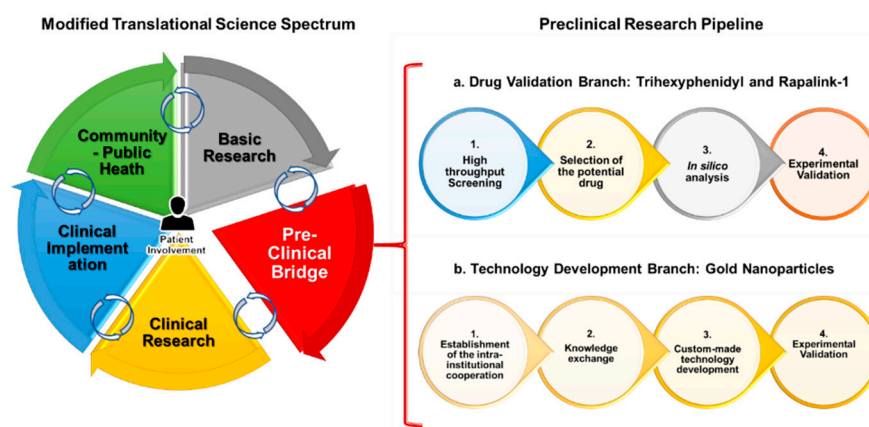 Modified Translational Science Spectrum
Preclinical Research Pipeline
Community
- Public
Heath
Basic
Research
Pre-
Clinical
Bridge
Clinical
Research
Clinical
Implement
ation
Patient
Involvement
a. Drug Validation Branch: Trihexyphenidyl and Rapalink-1
1.
High
throughput
Screening
2.
Selection of
the potential
drug
3.
In silico
analysis
4.
Experimental
Validation
b. Technology Development Branch: Gold Nanoparticles
1.
Establishment
of the intra-
institutional
cooperation
2.
Knowledge
exchange
3.
Custom-made
technology
development
4.
Experimental
Validation